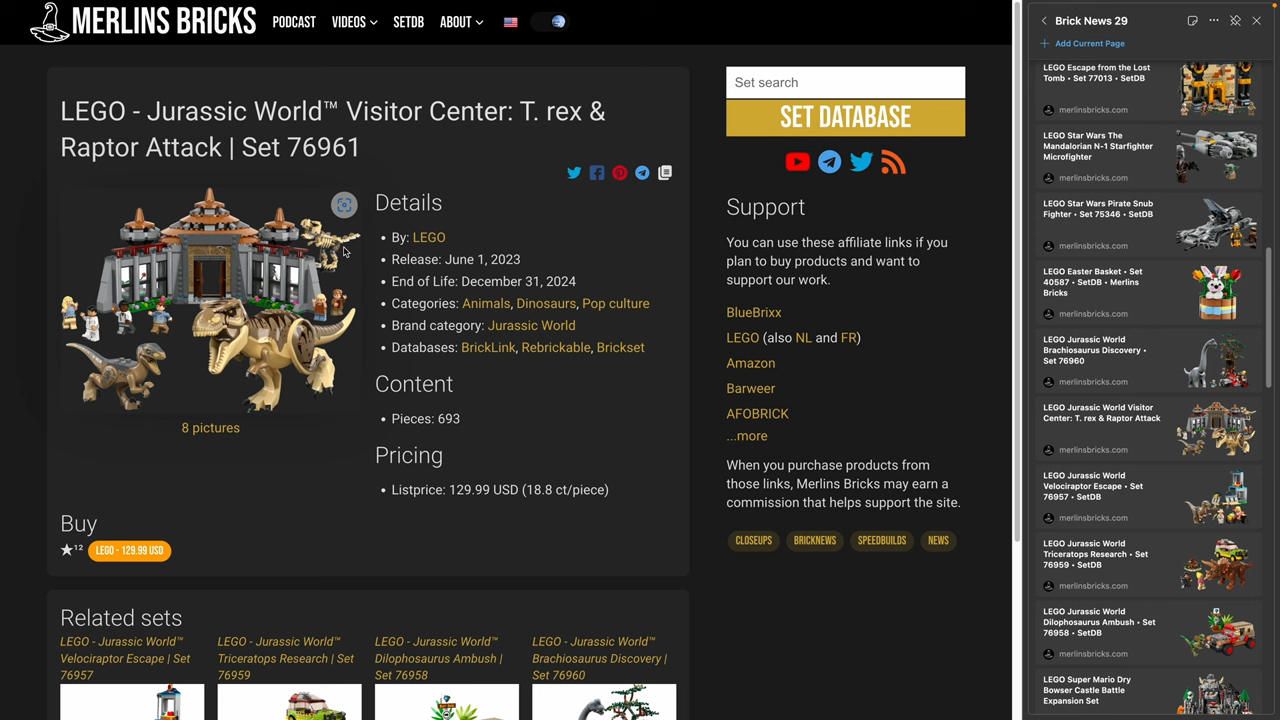 MERLINS BRICKS
PODCAST
VIDEOS
SETDB
ABOUT
LEGO - Jurassic World™ Visitor Center: T. rex &
Raptor Attack | Set 76961
8 pictures
Details
By: LEGO
Release: June 1, 2023
End of Life: December 31, 2024
Categories: Animals, Dinosaurs, Pop culture
Brand category: Jurassic World
Databases: BrickLink, Rebrickable, Brickset
Content
Pieces: 693
Pricing
Listprice: 129.99 USD (18.8 ct/piece)
Buy
★12 LEGO - 129.99 USD
Related sets
LEGO - Jurassic World™
Velociraptor Escape | Set
76957
LEGO - Jurassic World™
Triceratops Research | Set
76959
LEGO - Jurassic World™
Dilophosaurus Ambush |
Set 76958
LEGO - Jurassic World™
Brachiosaurus Discovery |
Set 76960
Set search
SET DATABASE
Support
You can use these affiliate links if you
plan to buy products and want to
support our work.
BlueBrixx
LEGO (also NL and FR)
Amazon
Barweer
AFOBRICK
...more
When you purchase products from
those links, Merlins Bricks may earn a
commission that helps support the site.
CLOSEUPS
BRICKNEWS
SPEEDBUILDS
NEWS
Brick News 29
Add Current Page
LEGO Escape from the Lost
Tomb • Set 77013 • SetDB
merlinsbricks.com
LEGO Star Wars The
Mandalorian N-1 Starfighter
Microfighter
merlinsbricks.com
LEGO Star Wars Pirate Snub
Fighter • Set 75346 • SetDB
merlinsbricks.com
LEGO Easter Basket • Set
40587 • SetDB • Merlins
Bricks
merlinsbricks.com
LEGO Jurassic World
Brachiosaurus Discovery •
Set 76960
merlinsbricks.com
LEGO Jurassic World Visitor
Center: T. rex & Raptor Attack
merlinsbricks.com
LEGO Jurassic World
Velociraptor Escape • Set
76957 • SetDB
merlinsbricks.com
LEGO Jurassic World
Triceratops Research • Set
76959 • SetDB
merlinsbricks.com
LEGO Jurassic World
Dilophosaurus Ambush • Set
76958 • SetDB
merlinsbricks.com
LEGO Super Mario Dry
Bowser Castle Battle
Expansion Set